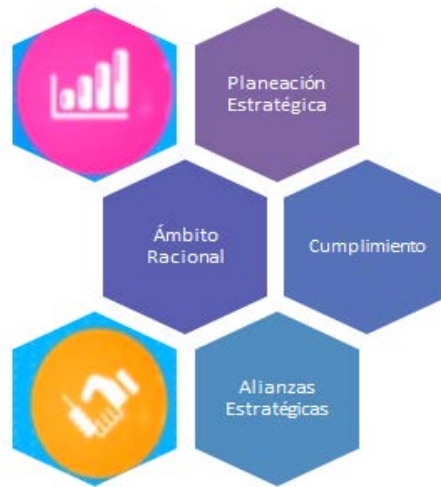 Planeación
Estratégica
Ámbito
Racional
Cumplimiento
Alianzas
Estratégicas